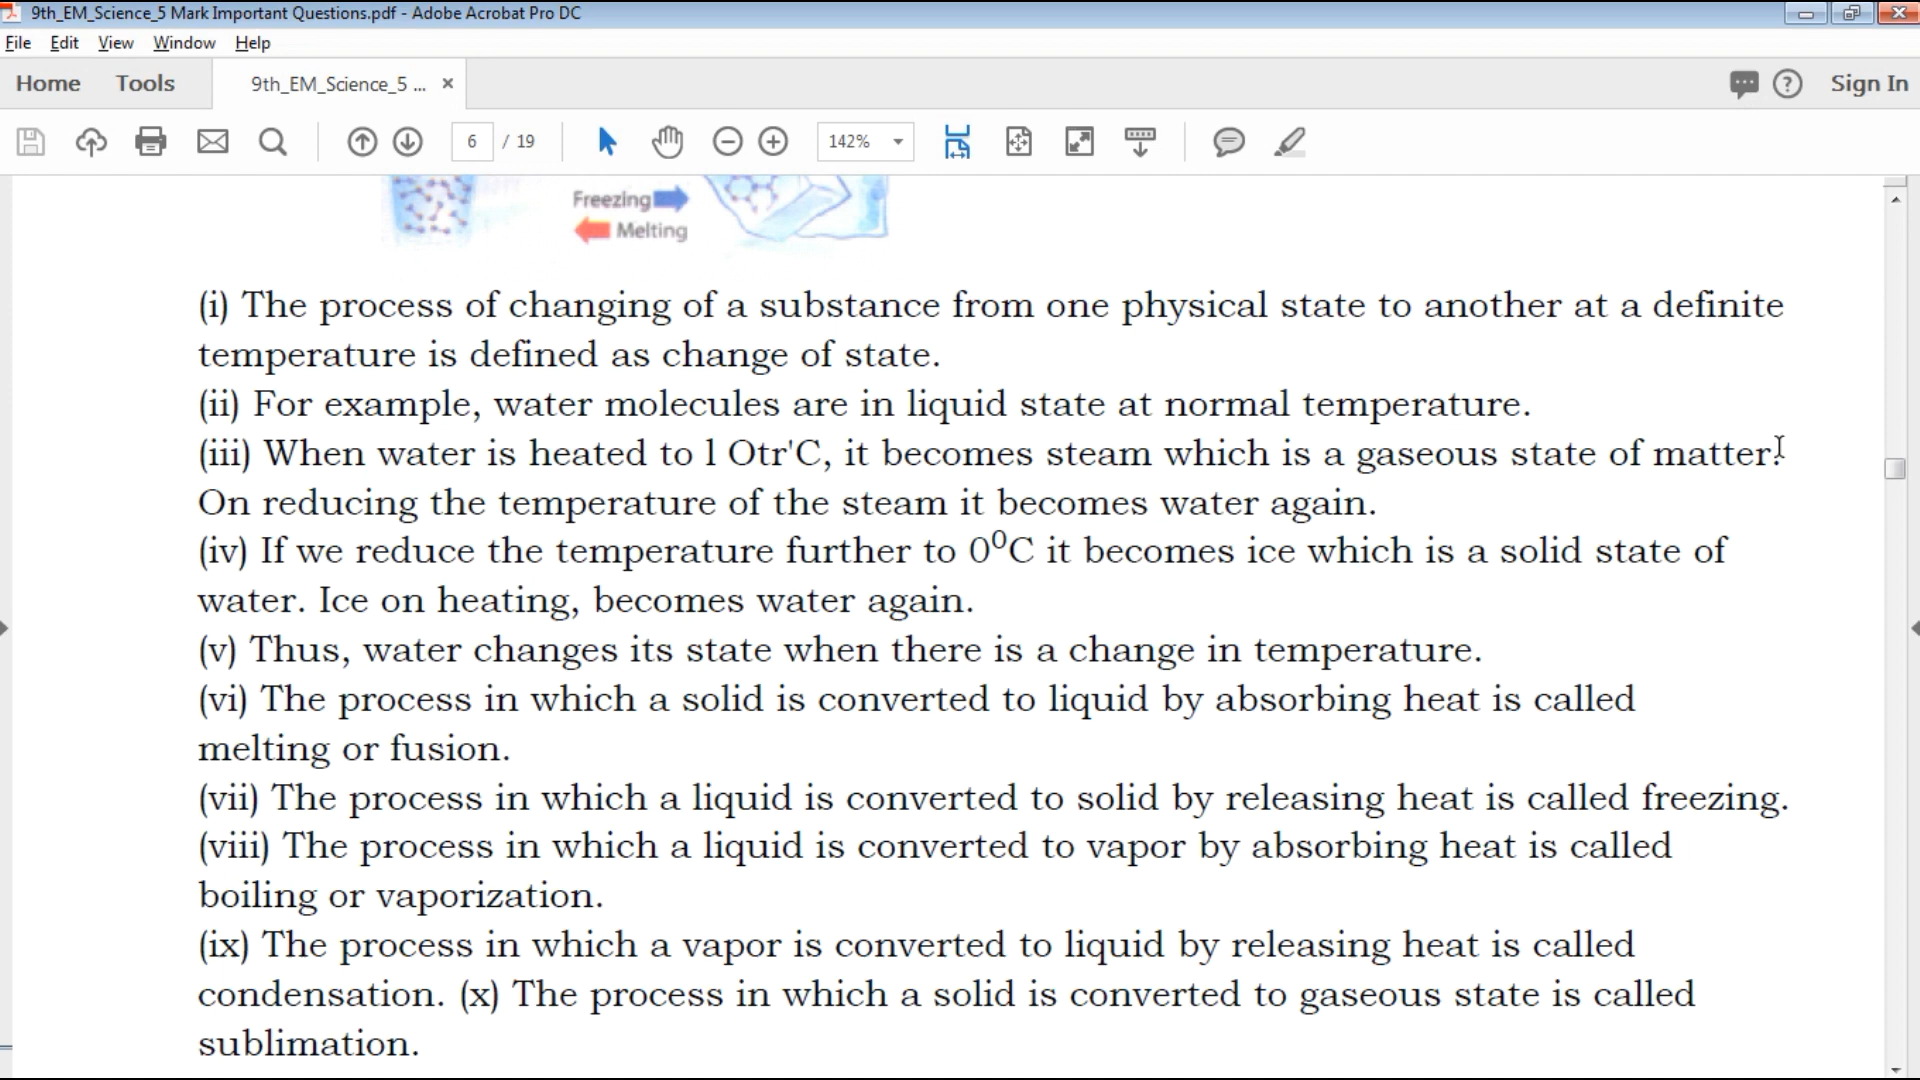 9th_EM_Science_5 Mark Important Questions.pdf - Adobe Acrobat Pro DC
File Edit View Window Help
Home Tools 9th_EM_Science_5 ... × Sign In
6 / 19 142%
Freezing
Melting
(i) The process of changing of a substance from one physical state to another at a definite
temperature is defined as change of state.
(ii) For example, water molecules are in liquid state at normal temperature.
(iii) When water is heated to l Otr'C, it becomes steam which is a gaseous state of matter.
On reducing the temperature of the steam it becomes water again.
(iv) If we reduce the temperature further to 0⁰C it becomes ice which is a solid state of
water. Ice on heating, becomes water again.
(v) Thus, water changes its state when there is a change in temperature.
(vi) The process in which a solid is converted to liquid by absorbing heat is called
melting or fusion.
(vii) The process in which a liquid is converted to solid by releasing heat is called freezing.
(viii) The process in which a liquid is converted to vapor by absorbing heat is called
boiling or vaporization.
(ix) The process in which a vapor is converted to liquid by releasing heat is called
condensation. (x) The process in which a solid is converted to gaseous state is called
sublimation.